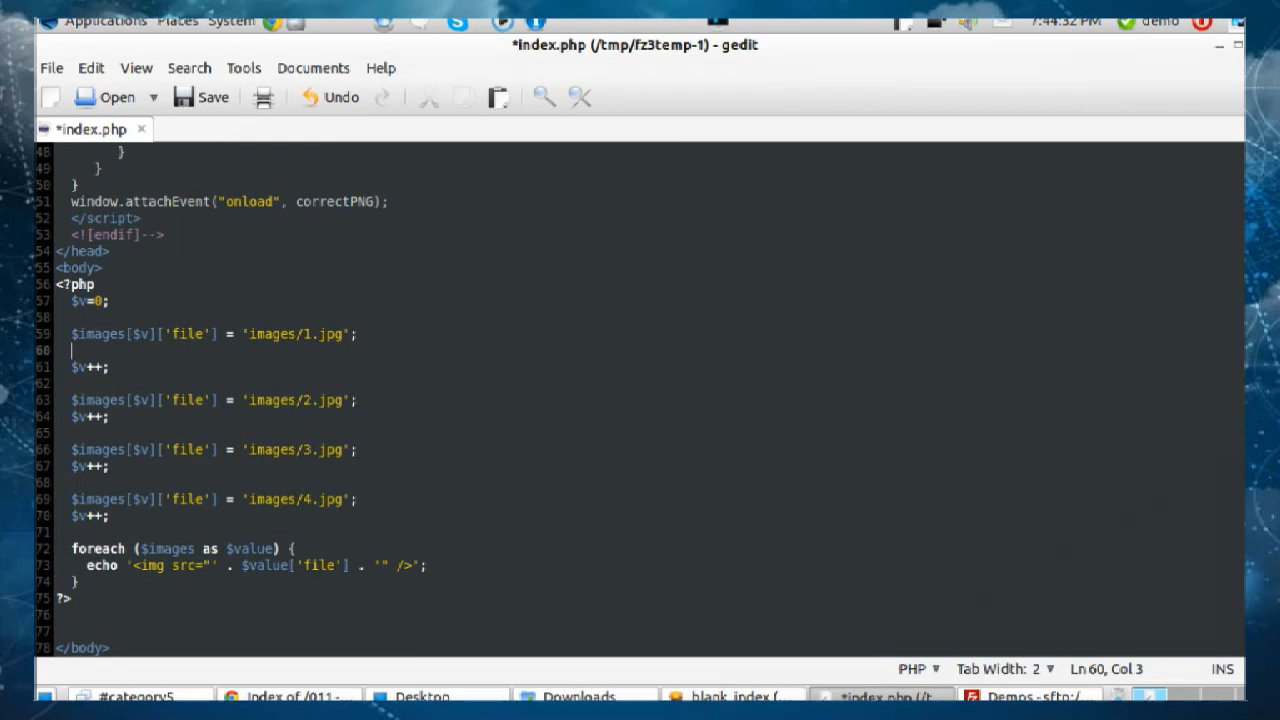 Applications Places System 7:44:32 PM demo
*index.php (/tmp/fz3temp-1) - gedit
File Edit View Search Tools Documents Help
Open Save Undo
*index.php
48 }
49 }
50 }
51 window.attachEvent("onload", correctPNG);
52 </script>
53 <![endif]-->
54 </head>
55 <body>
56 <?php
57 $v=0;
58
59 $images[$v]['file'] = 'images/1.jpg';
60
61 $v++;
62
63 $images[$v]['file'] = 'images/2.jpg';
64 $v++;
65
66 $images[$v]['file'] = 'images/3.jpg';
67 $v++;
68
69 $images[$v]['file'] = 'images/4.jpg';
70 $v++;
71
72 foreach ($images as $value) {
73 echo '<img src="' . $value['file'] . '" />';
74 }
75 ?>
76
77
78 </body>
PHP Tab Width: 2 Ln 60, Col 3 INS
#category5 Index of /011- Desktop Downloads blank_index ( *index.php (/t Demos - sftp:/